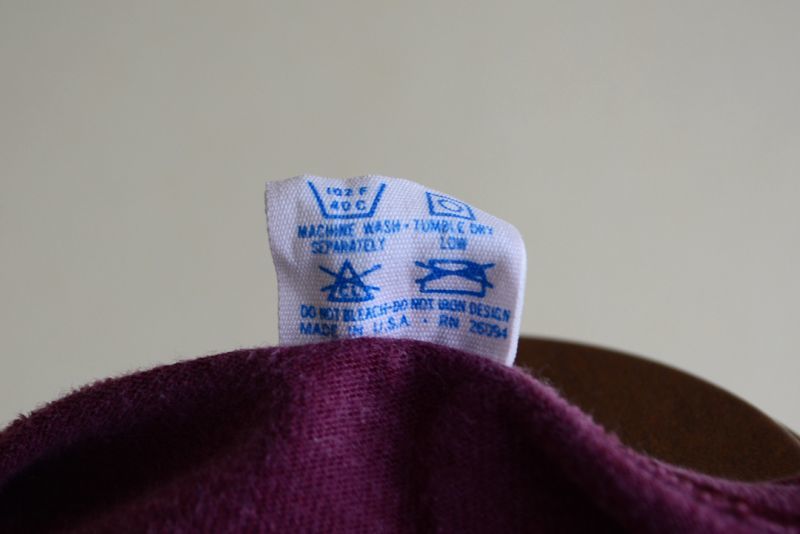 102 F
40 C
MACHINE WASH - TUMBLE DRY
SEPARATELY LOW
CL
DO NOT BLEACH-DO NOT IRON DESIGN
MADE IN U.S.A. - RN 26094